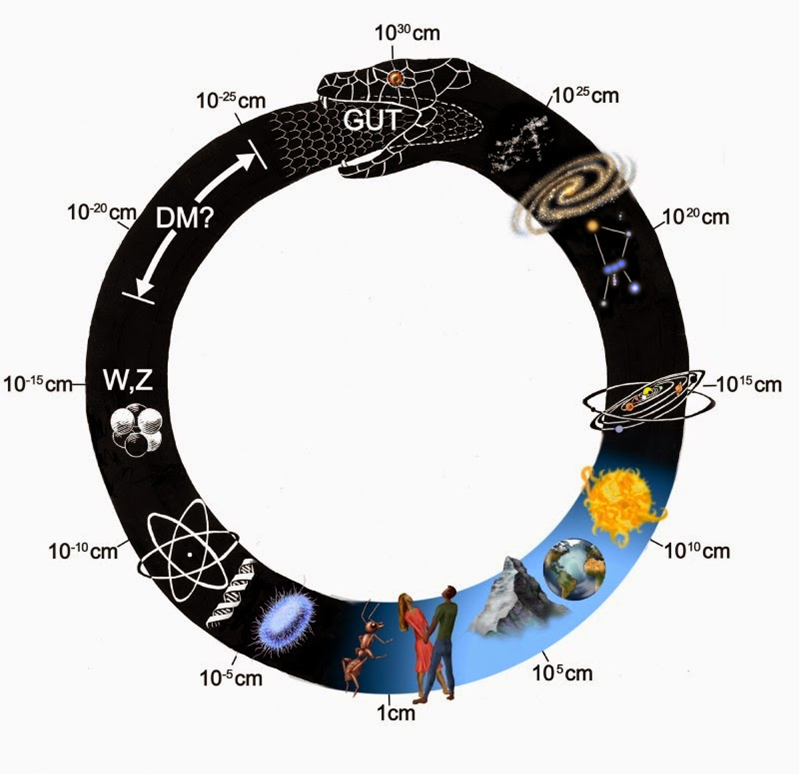 10³⁰cm
10⁻²⁵cm
10²⁵cm
GUT
10⁻²⁰cm
DM?
10²⁰cm
10⁻¹⁵cm
W,Z
10¹⁵cm
10⁻¹⁰cm
10¹⁰cm
10⁻⁵cm
10⁵cm
1cm